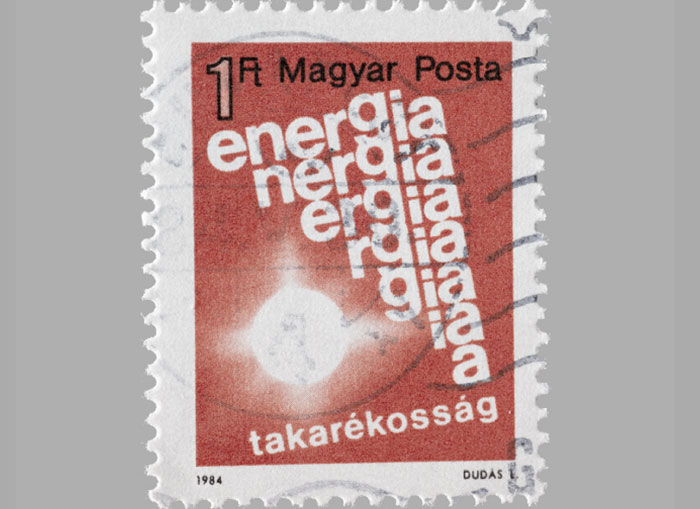 1Ft Magyar Posta
energia
nergia
ergia
rgia
gia
ia
a
takarékosság
1984 DUDÁS L.